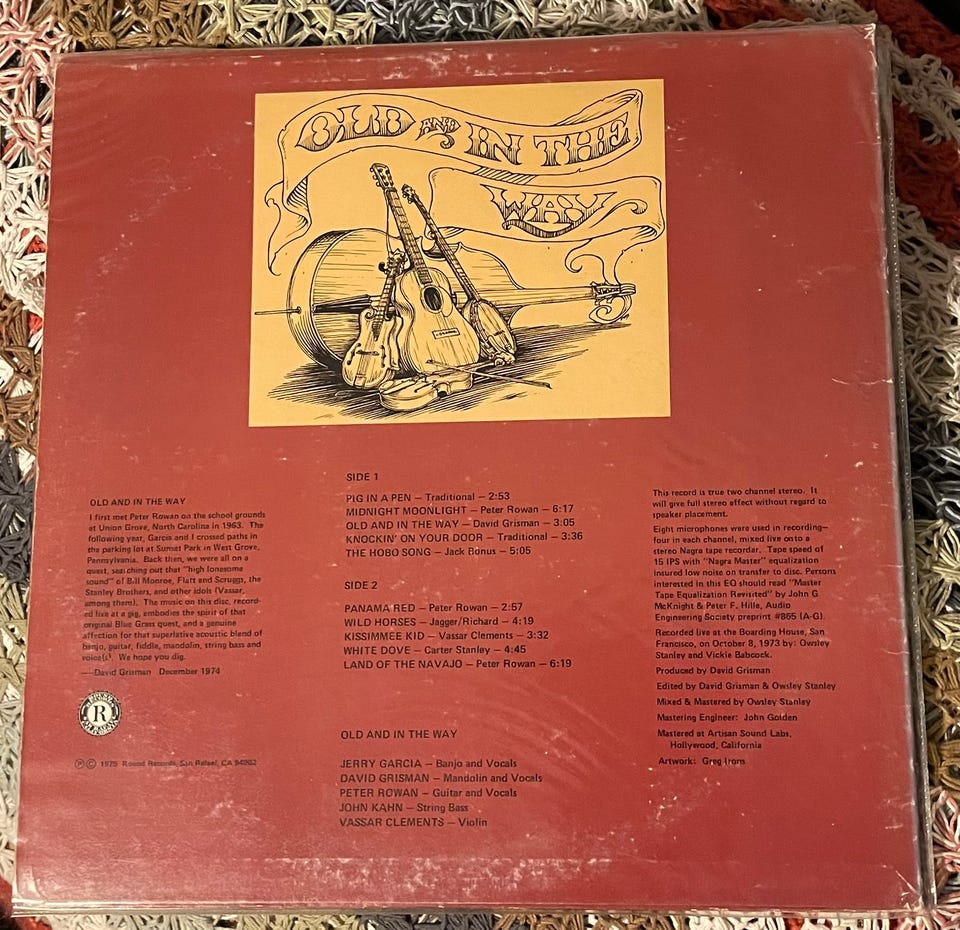 OLD AND IN THE
WAY
OLD AND IN THE WAY
I first met Peter Rowan on the school grounds
at Union Grove, North Carolina in 1963. The
following year, Garcia and I crossed paths in
the parking lot at Sunset Park in West Grove,
Pennsylvania. Back then, we were all on a
quest, searching out that "high lonesome
sound" of Bill Monroe, Flatt and Scruggs, the
Stanley Brothers, and other idols (Vassar,
among them). The music on this disc, record-
ed live at a gig, embodies the spirit of that
original Blue Grass quest, and a genuine
affection for that superlative acoustic blend of
banjo, guitar, fiddle, mandolin, string bass and
voice(s). We hope you dig.
—David Grisman December 1974
R
Ⓟ © 1975 Round Records, San Rafael, CA 94902
SIDE 1
PIG IN A PEN — Traditional — 2:53
MIDNIGHT MOONLIGHT — Peter Rowan — 6:17
OLD AND IN THE WAY — David Grisman — 3:05
KNOCKIN' ON YOUR DOOR — Traditional — 3:36
THE HOBO SONG — Jack Bonus — 5:05
SIDE 2
PANAMA RED — Peter Rowan — 2:57
WILD HORSES — Jagger/Richard — 4:19
KISSIMMEE KID — Vassar Clements — 3:32
WHITE DOVE — Carter Stanley — 4:45
LAND OF THE NAVAJO — Peter Rowan — 6:19
OLD AND IN THE WAY
JERRY GARCIA — Banjo and Vocals
DAVID GRISMAN — Mandolin and Vocals
PETER ROWAN — Guitar and Vocals
JOHN KAHN — String Bass
VASSAR CLEMENTS — Violin
This record is true two channel stereo. It
will give full stereo effect without regard to
speaker placement.
Eight microphones were used in recording—
four in each channel, mixed live onto a
stereo Nagra tape recorder. Tape speed of
15 IPS with "Nagra Master" equalization
insured low noise on transfer to disc. Persons
interested in this EQ should read "Master
Tape Equalization Revisited" by John G
McKnight & Peter F. Hille, Audio
Engineering Society preprint #865 (A-G).
Recorded live at the Boarding House, San
Francisco, on October 8, 1973 by: Owsley
Stanley and Vickie Babcock.
Produced by David Grisman
Edited by David Grisman & Owsley Stanley
Mixed & Mastered by Owsley Stanley
Mastering Engineer: John Golden
Mastered at Artisan Sound Labs,
Hollywood, California
Artwork: Greg Irons